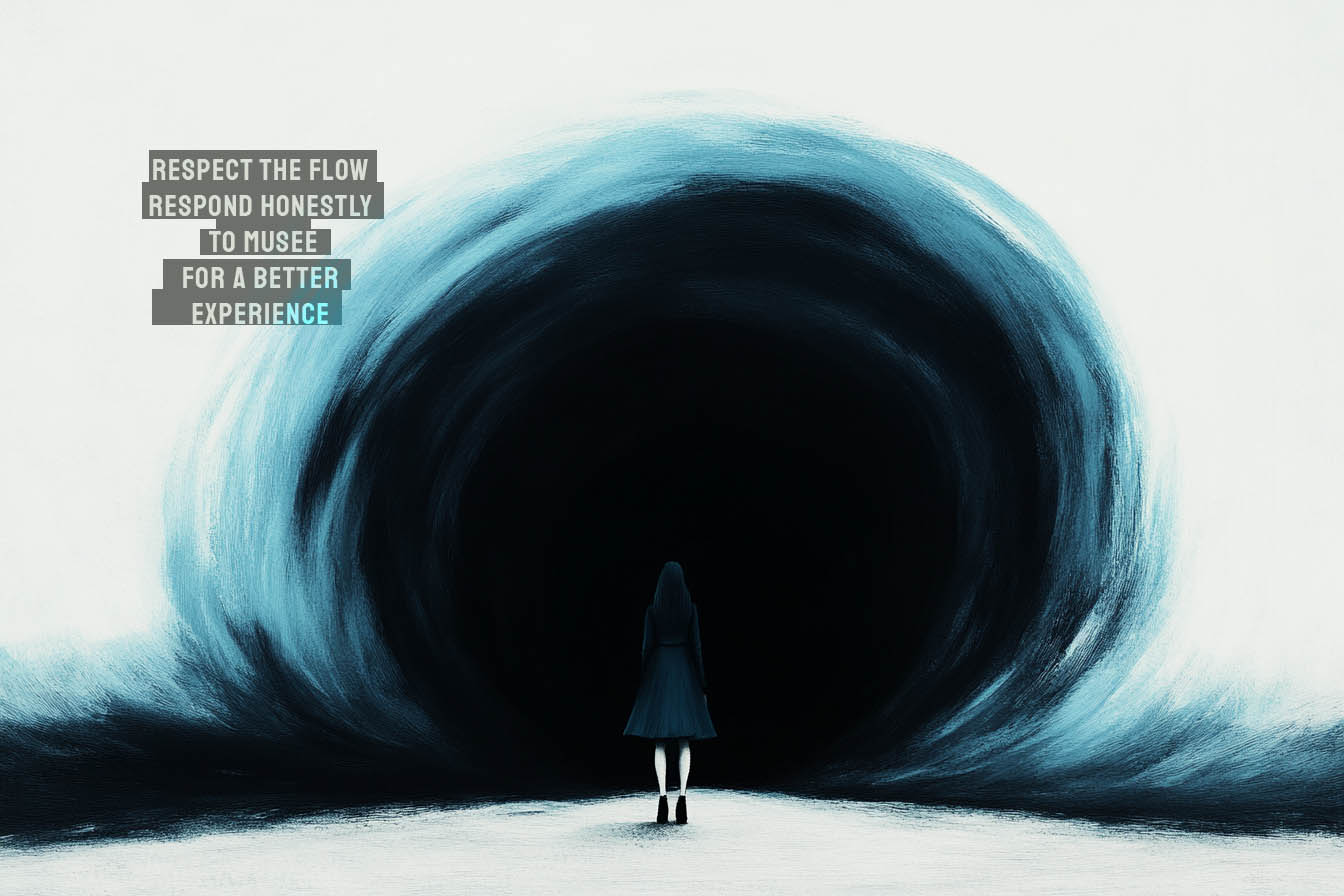 RESPECT THE FLOW
RESPOND HONESTLY
TO MUSEE
FOR A BETTER
EXPERIENCE